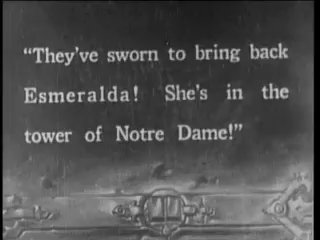 “They’ve sworn to bring back
Esmeralda! She’s in the
tower of Notre Dame!”